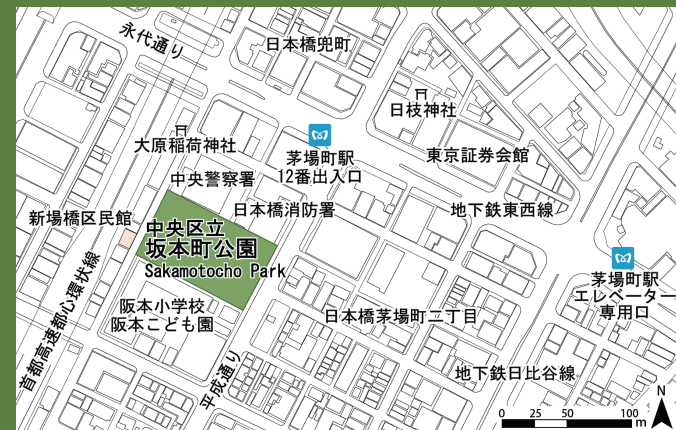 永代通り
日本橋兜町
日枝神社
大原稲荷神社
茅場町駅
12番出入口
東京証券会館
中央警察署
新場橋区民館
日本橋消防署
地下鉄東西線
中央区立
坂本町公園
Sakamotocho Park
茅場町駅
エレベーター
専用口
首都高速都心環状線
阪本小学校
阪本こども園
日本橋茅場町二丁目
平成通り
地下鉄日比谷線
N
0 25 50 100
m